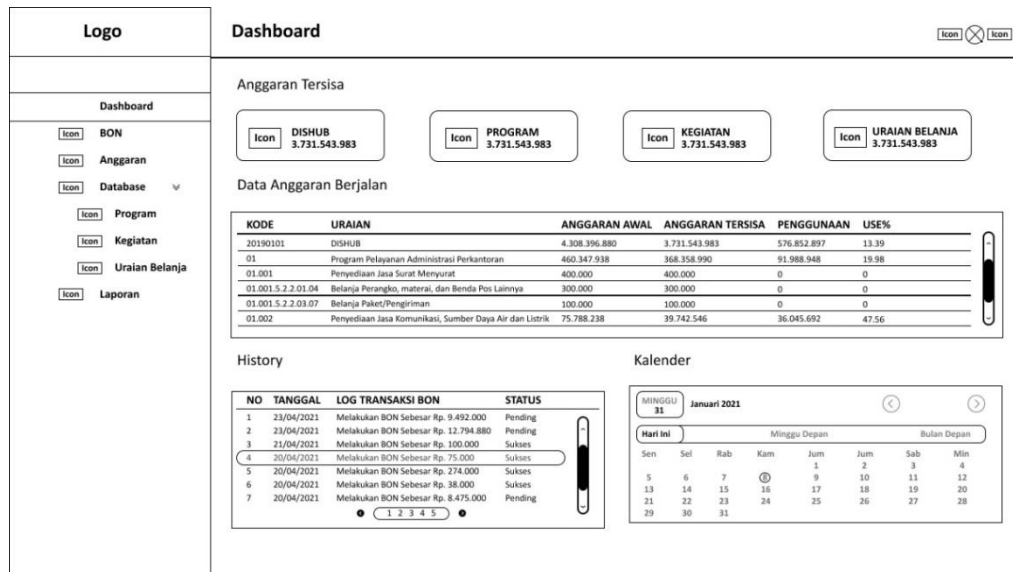 Logo
Dashboard
Icon Icon
Dashboard
Icon BON
Icon Anggaran
Icon Database
Icon Program
Icon Kegiatan
Icon Uraian Belanja
Icon Laporan
Anggaran Tersisa
Icon DISHUB
3.731.543.983
Icon PROGRAM
3.731.543.983
Icon KEGIATAN
3.731.543.983
Icon URAIAN BELANJA
3.731.543.983
Data Anggaran Berjalan
KODE URAIAN ANGGARAN AWAL ANGGARAN TERSISA PENGGUNAAN USE%
20190101 DISHUB 4.308.396.880 3.731.543.983 576.852.897 13.39
01 Program Pelayanan Administrasi Perkantoran 460.347.938 368.358.990 91.988.948 19.98
01.001 Penyediaan Jasa Surat Menyurat 400.000 400.000 0 0
01.001.5.2.2.01.04 Belanja Perangko, materai, dan Benda Pos Lainnya 300.000 300.000 0 0
01.001.5.2.2.03.07 Belanja Paket/Pengiriman 100.000 100.000 0 0
01.002 Penyediaan Jasa Komunikasi, Sumber Daya Air dan Listrik 75.788.238 39.742.546 36.045.692 47.56
History
NO TANGGAL LOG TRANSAKSI BON STATUS
1 23/04/2021 Melakukan BON Sebesar Rp. 9.492.000 Pending
2 23/04/2021 Melakukan BON Sebesar Rp. 12.794.880 Pending
3 21/04/2021 Melakukan BON Sebesar Rp. 100.000 Sukses
4 20/04/2021 Melakukan BON Sebesar Rp. 75.000 Sukses
5 20/04/2021 Melakukan BON Sebesar Rp. 274.000 Sukses
6 20/04/2021 Melakukan BON Sebesar Rp. 38.000 Sukses
7 20/04/2021 Melakukan BON Sebesar Rp. 8.475.000 Pending
1 2 3 4 5
Kalender
MINGGU
31
Januari 2021
Hari Ini Minggu Depan Bulan Depan
Sen Sel Rab Kam Jum Jum Sab Min
1 2 3 4
5 6 7 8 9 10 11 12
13 14 15 16 17 18 19 20
21 22 23 24 25 26 27 28
29 30 31